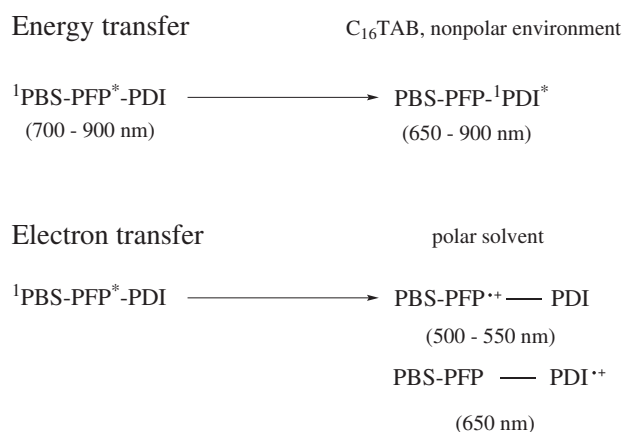 Energy transfer C₁₆TAB, nonpolar environment
¹PBS-PFP*-PDI PBS-PFP-¹PDI*
(700 - 900 nm) (650 - 900 nm)
Electron transfer polar solvent
¹PBS-PFP*-PDI PBS-PFP•⁺ — PDI
(500 - 550 nm)
PBS-PFP — PDI•⁺
(650 nm)